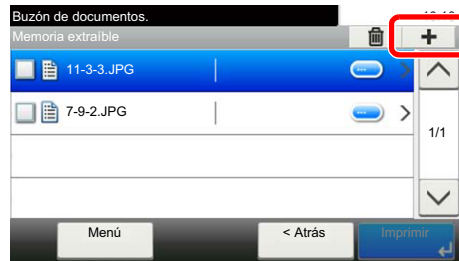 Buzón de documentos.
Memoria extraíble
11-3-3.JPG
7-9-2.JPG
1/1
Menú
< Atrás
Imprimir